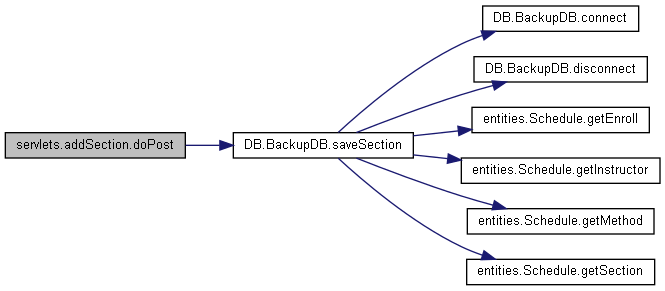 servlets.addSection.doPost
DB.BackupDB.saveSection
DB.BackupDB.connect
DB.BackupDB.disconnect
entities.Schedule.getEnroll
entities.Schedule.getInstructor
entities.Schedule.getMethod
entities.Schedule.getSection